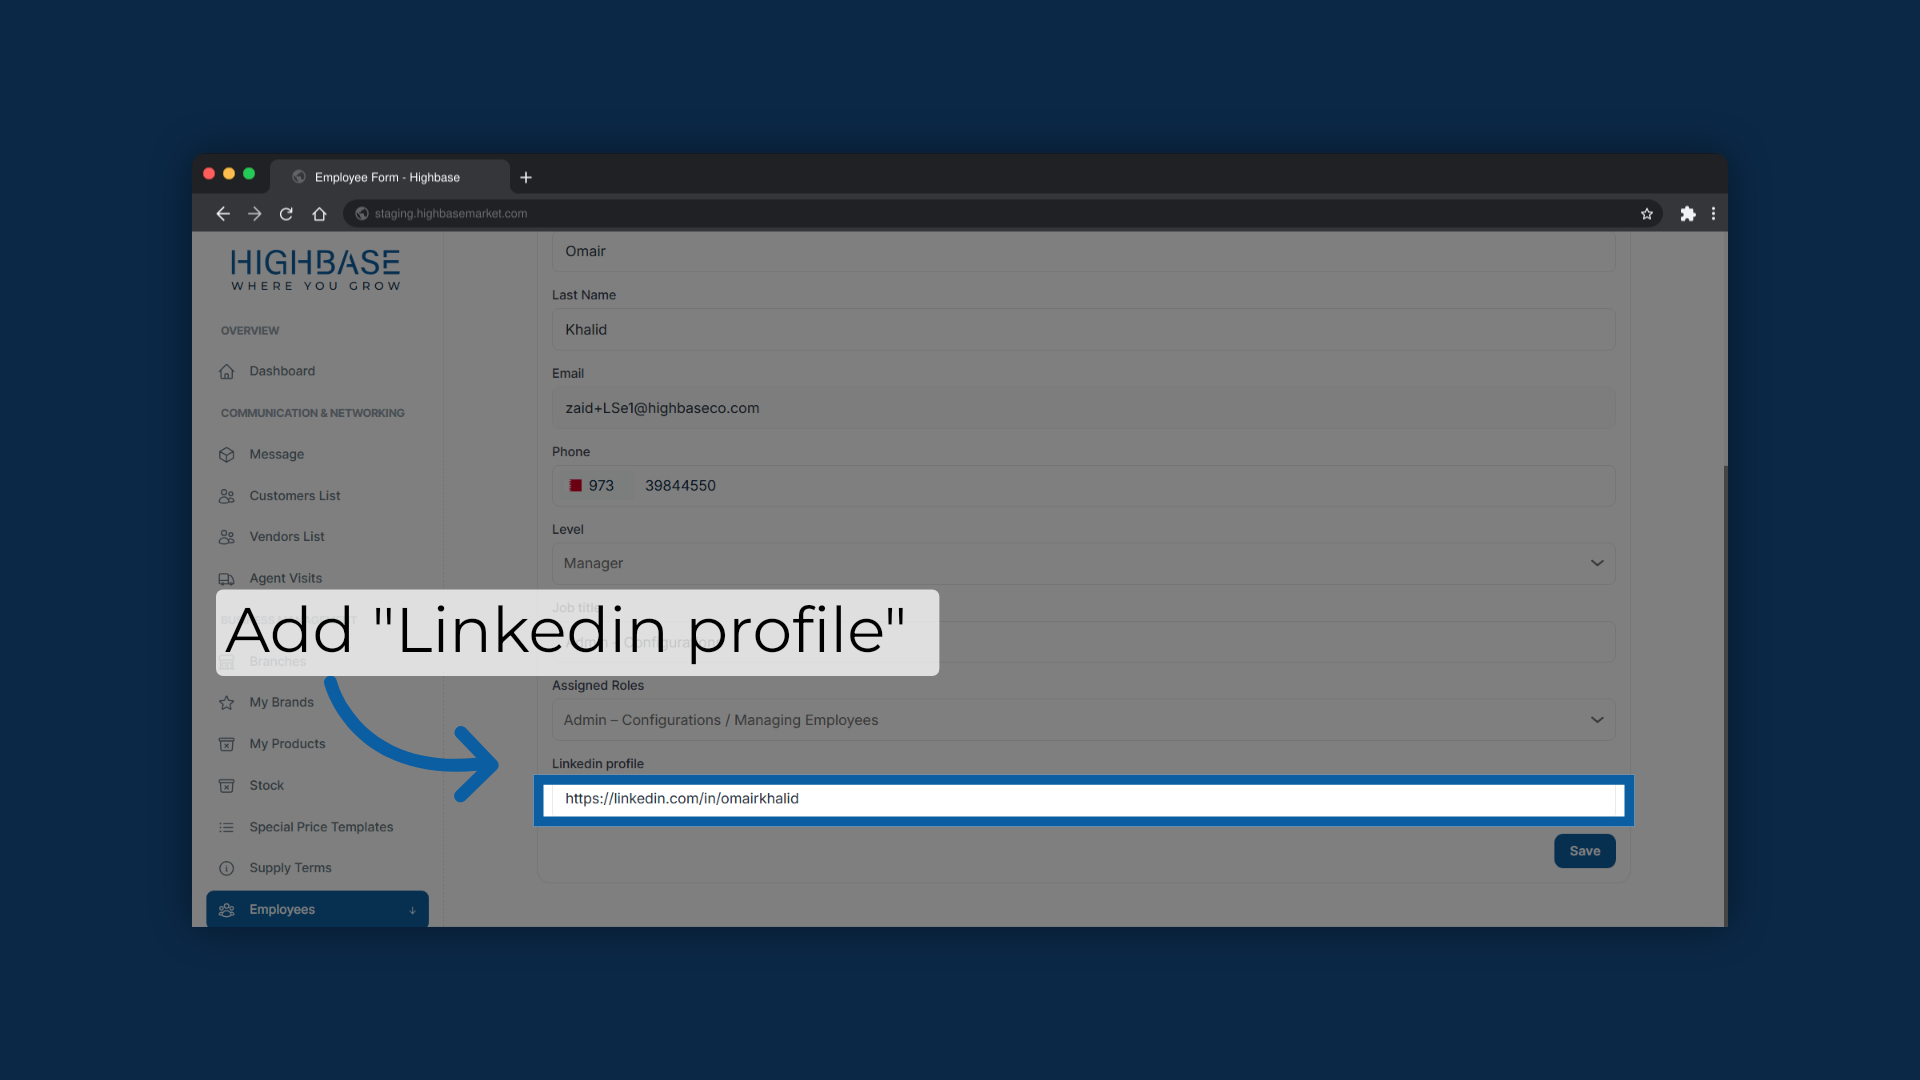 Employee Form - Highbase
staging.highbasemarket.com
HIGHBASE
WHERE YOU GROW
OVERVIEW
Dashboard
COMMUNICATION & NETWORKING
Message
Customers List
Vendors List
Agent Visits
Branches
My Brands
My Products
Stock
Special Price Templates
Supply Terms
Employees
Omair
Last Name
Khalid
Email
zaid+LSe1@highbaseco.com
Phone
973 39844550
Level
Manager
Job title
Add "Linkedin profile"
Assigned Roles
Admin – Configurations / Managing Employees
Linkedin profile
https://linkedin.com/in/omairkhalid
Save